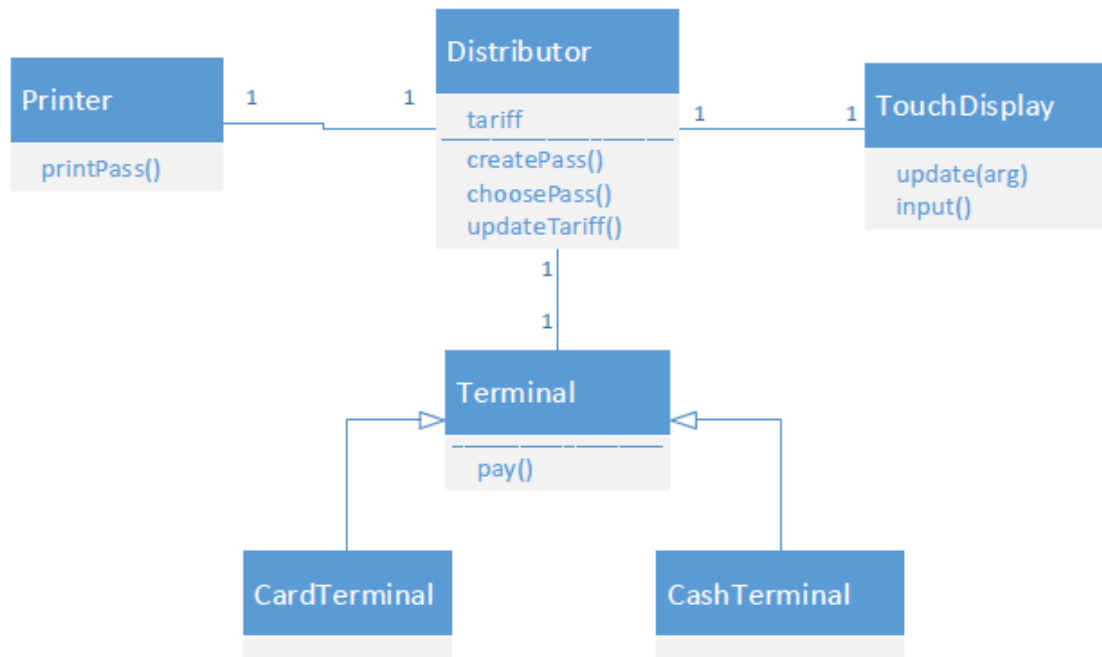 Distributor
tariff
createPass()
choosePass()
updateTariff()
Printer
printPass()
1
1
1
1
TouchDisplay
update(arg)
input()
1
1
Terminal
pay()
CardTerminal
CashTerminal